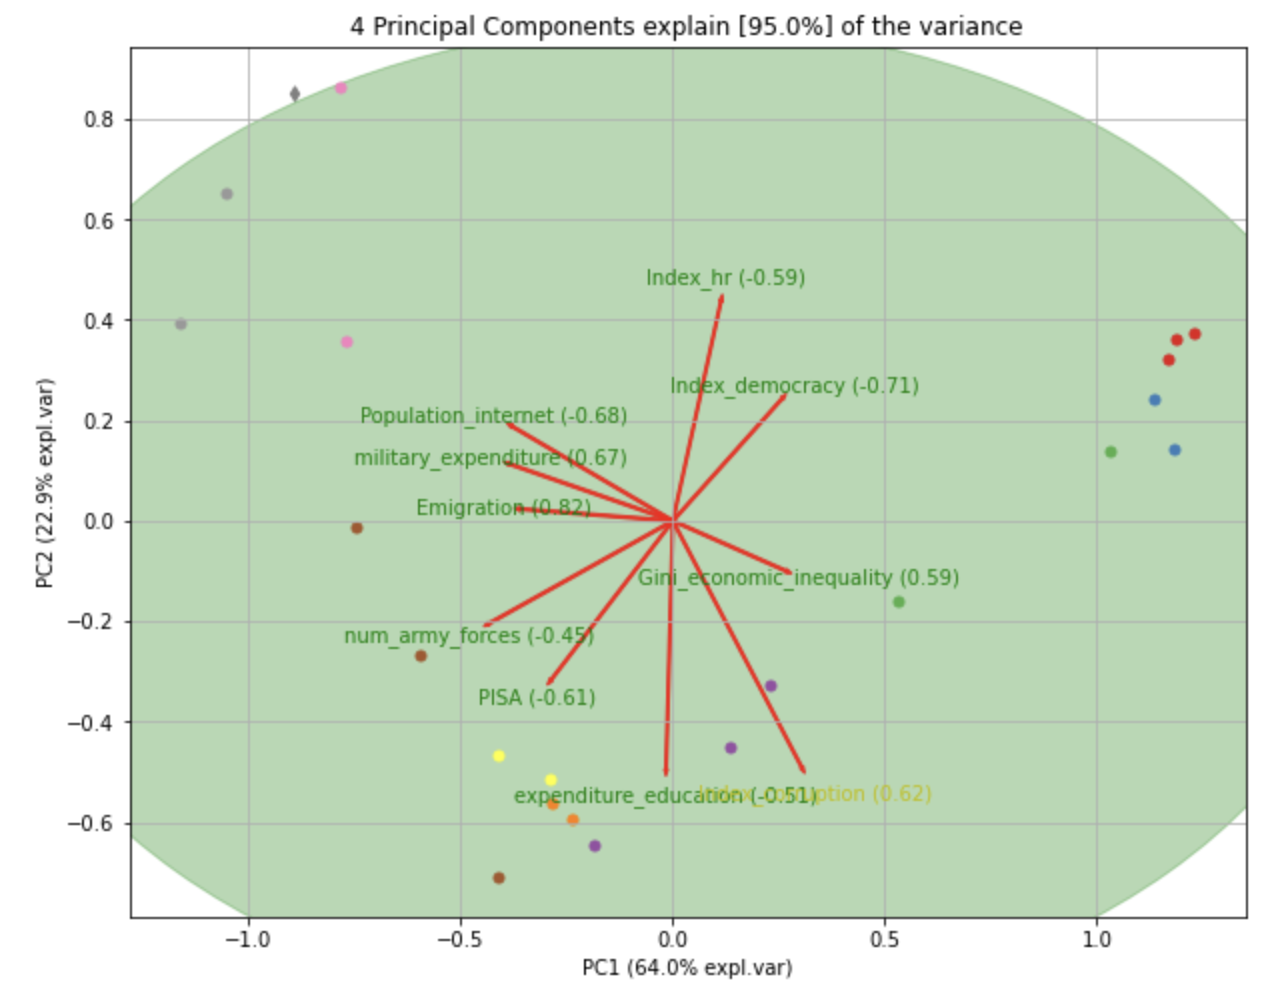 4 Principal Components explain [95.0%] of the variance
0.8
0.6
0.4
0.2
0.0
−0.2
−0.4
−0.6
PC2 (22.9% expl.var)
Index_hr (-0.59)
Index_democracy (-0.71)
Population_internet (-0.68)
military_expenditure (0.67)
Emigration (0.82)
Gini_economic_inequality (0.59)
num_army_forces (-0.45)
PISA (-0.61)
expenditure_education (-0.51)
Index_corruption (0.62)
−1.0 −0.5 0.0 0.5 1.0
PC1 (64.0% expl.var)